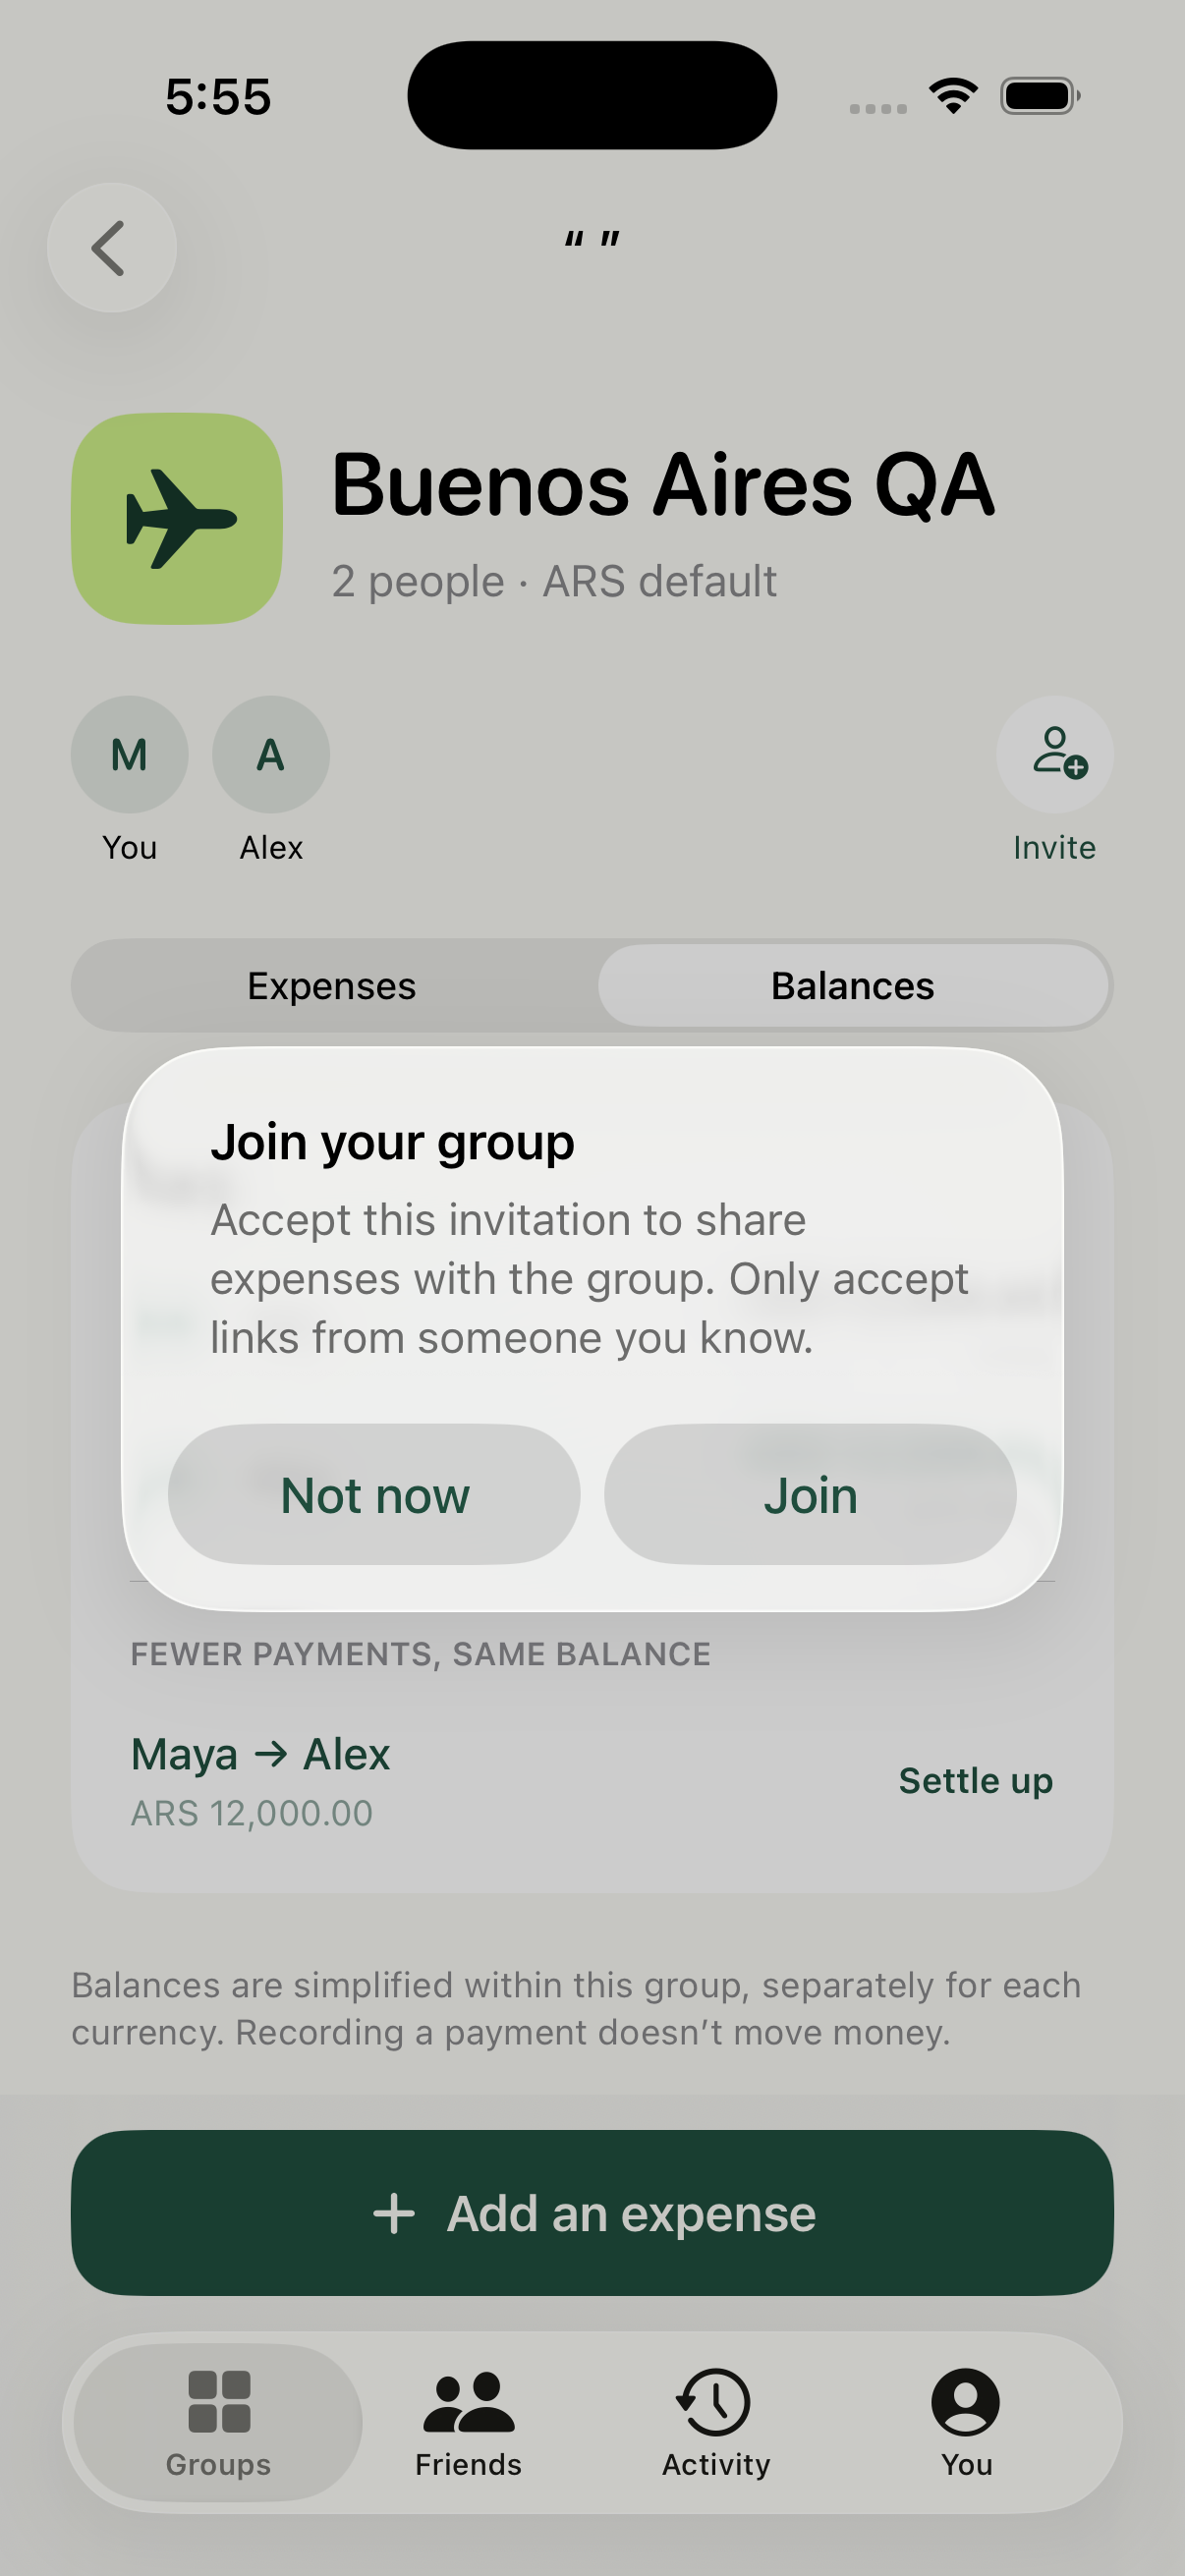 5:55
“ ”
Buenos Aires QA
2 people · ARS default
M
A
You
Alex
Invite
Expenses
Balances
Join your group
Accept this invitation to share
expenses with the group. Only accept
links from someone you know.
Not now
Join
FEWER PAYMENTS, SAME BALANCE
Maya → Alex
ARS 12,000.00
Settle up
Balances are simplified within this group, separately for each
currency. Recording a payment doesn’t move money.
+ Add an expense
Groups
Friends
Activity
You